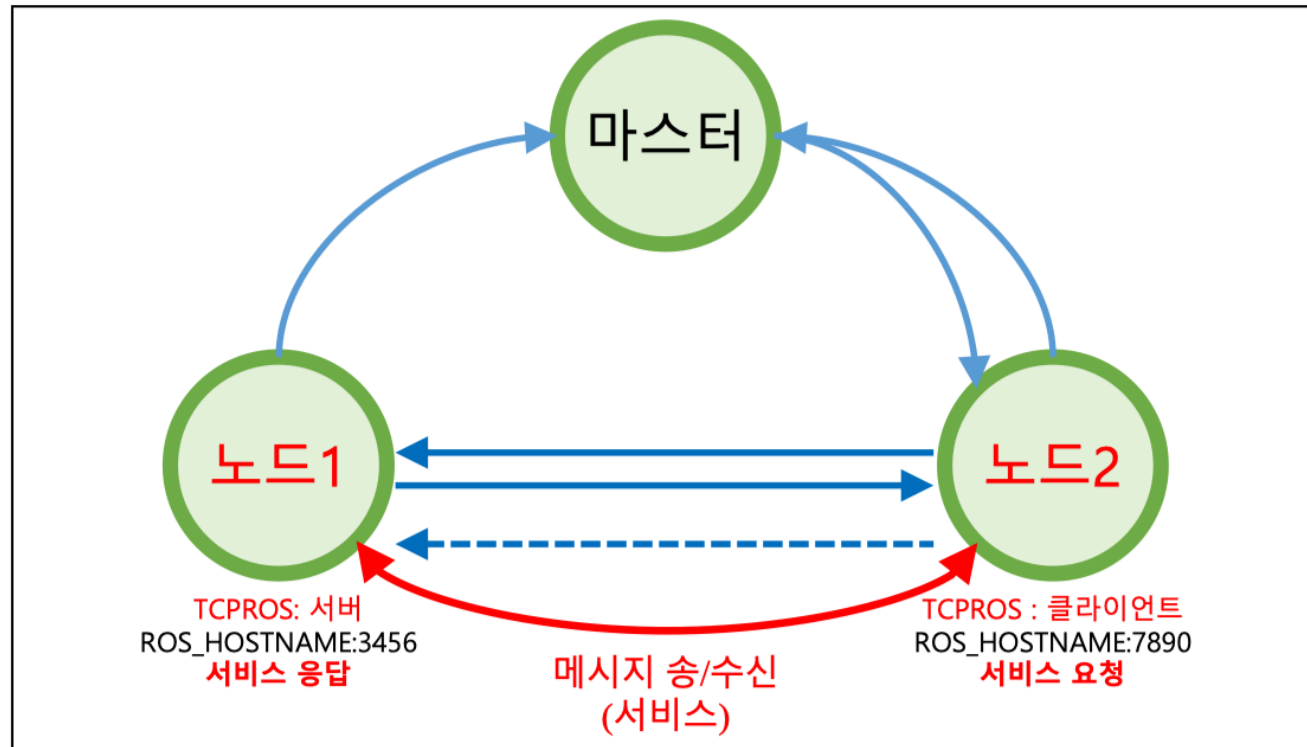 마스터
노드1
노드2
TCPROS: 서버
ROS_HOSTNAME:3456
서비스 응답
TCPROS : 클라이언트
ROS_HOSTNAME:7890
서비스 요청
메시지 송/수신
(서비스)